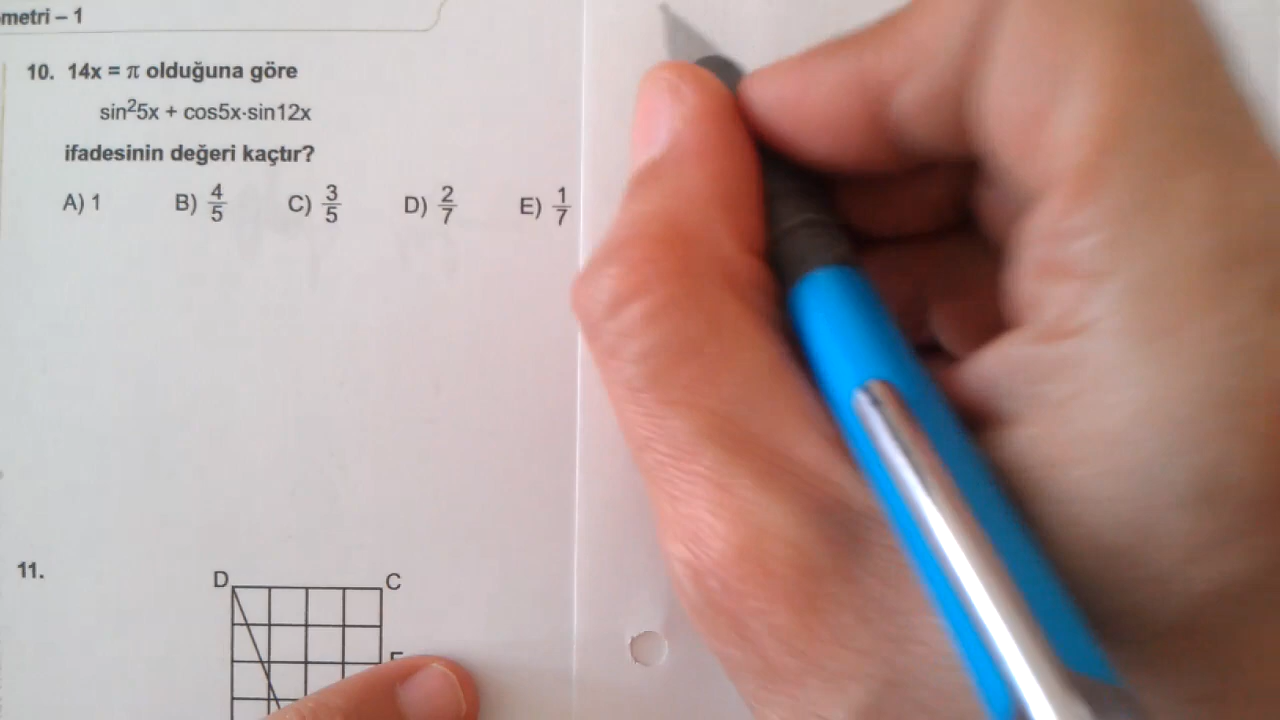 metri – 1
10. 14x = π olduğuna göre
sin²5x + cos5x·sin12x
ifadesinin değeri kaçtır?
A) 1 B) 4/5 C) 3/5 D) 2/7 E) 1/7
11.
D C